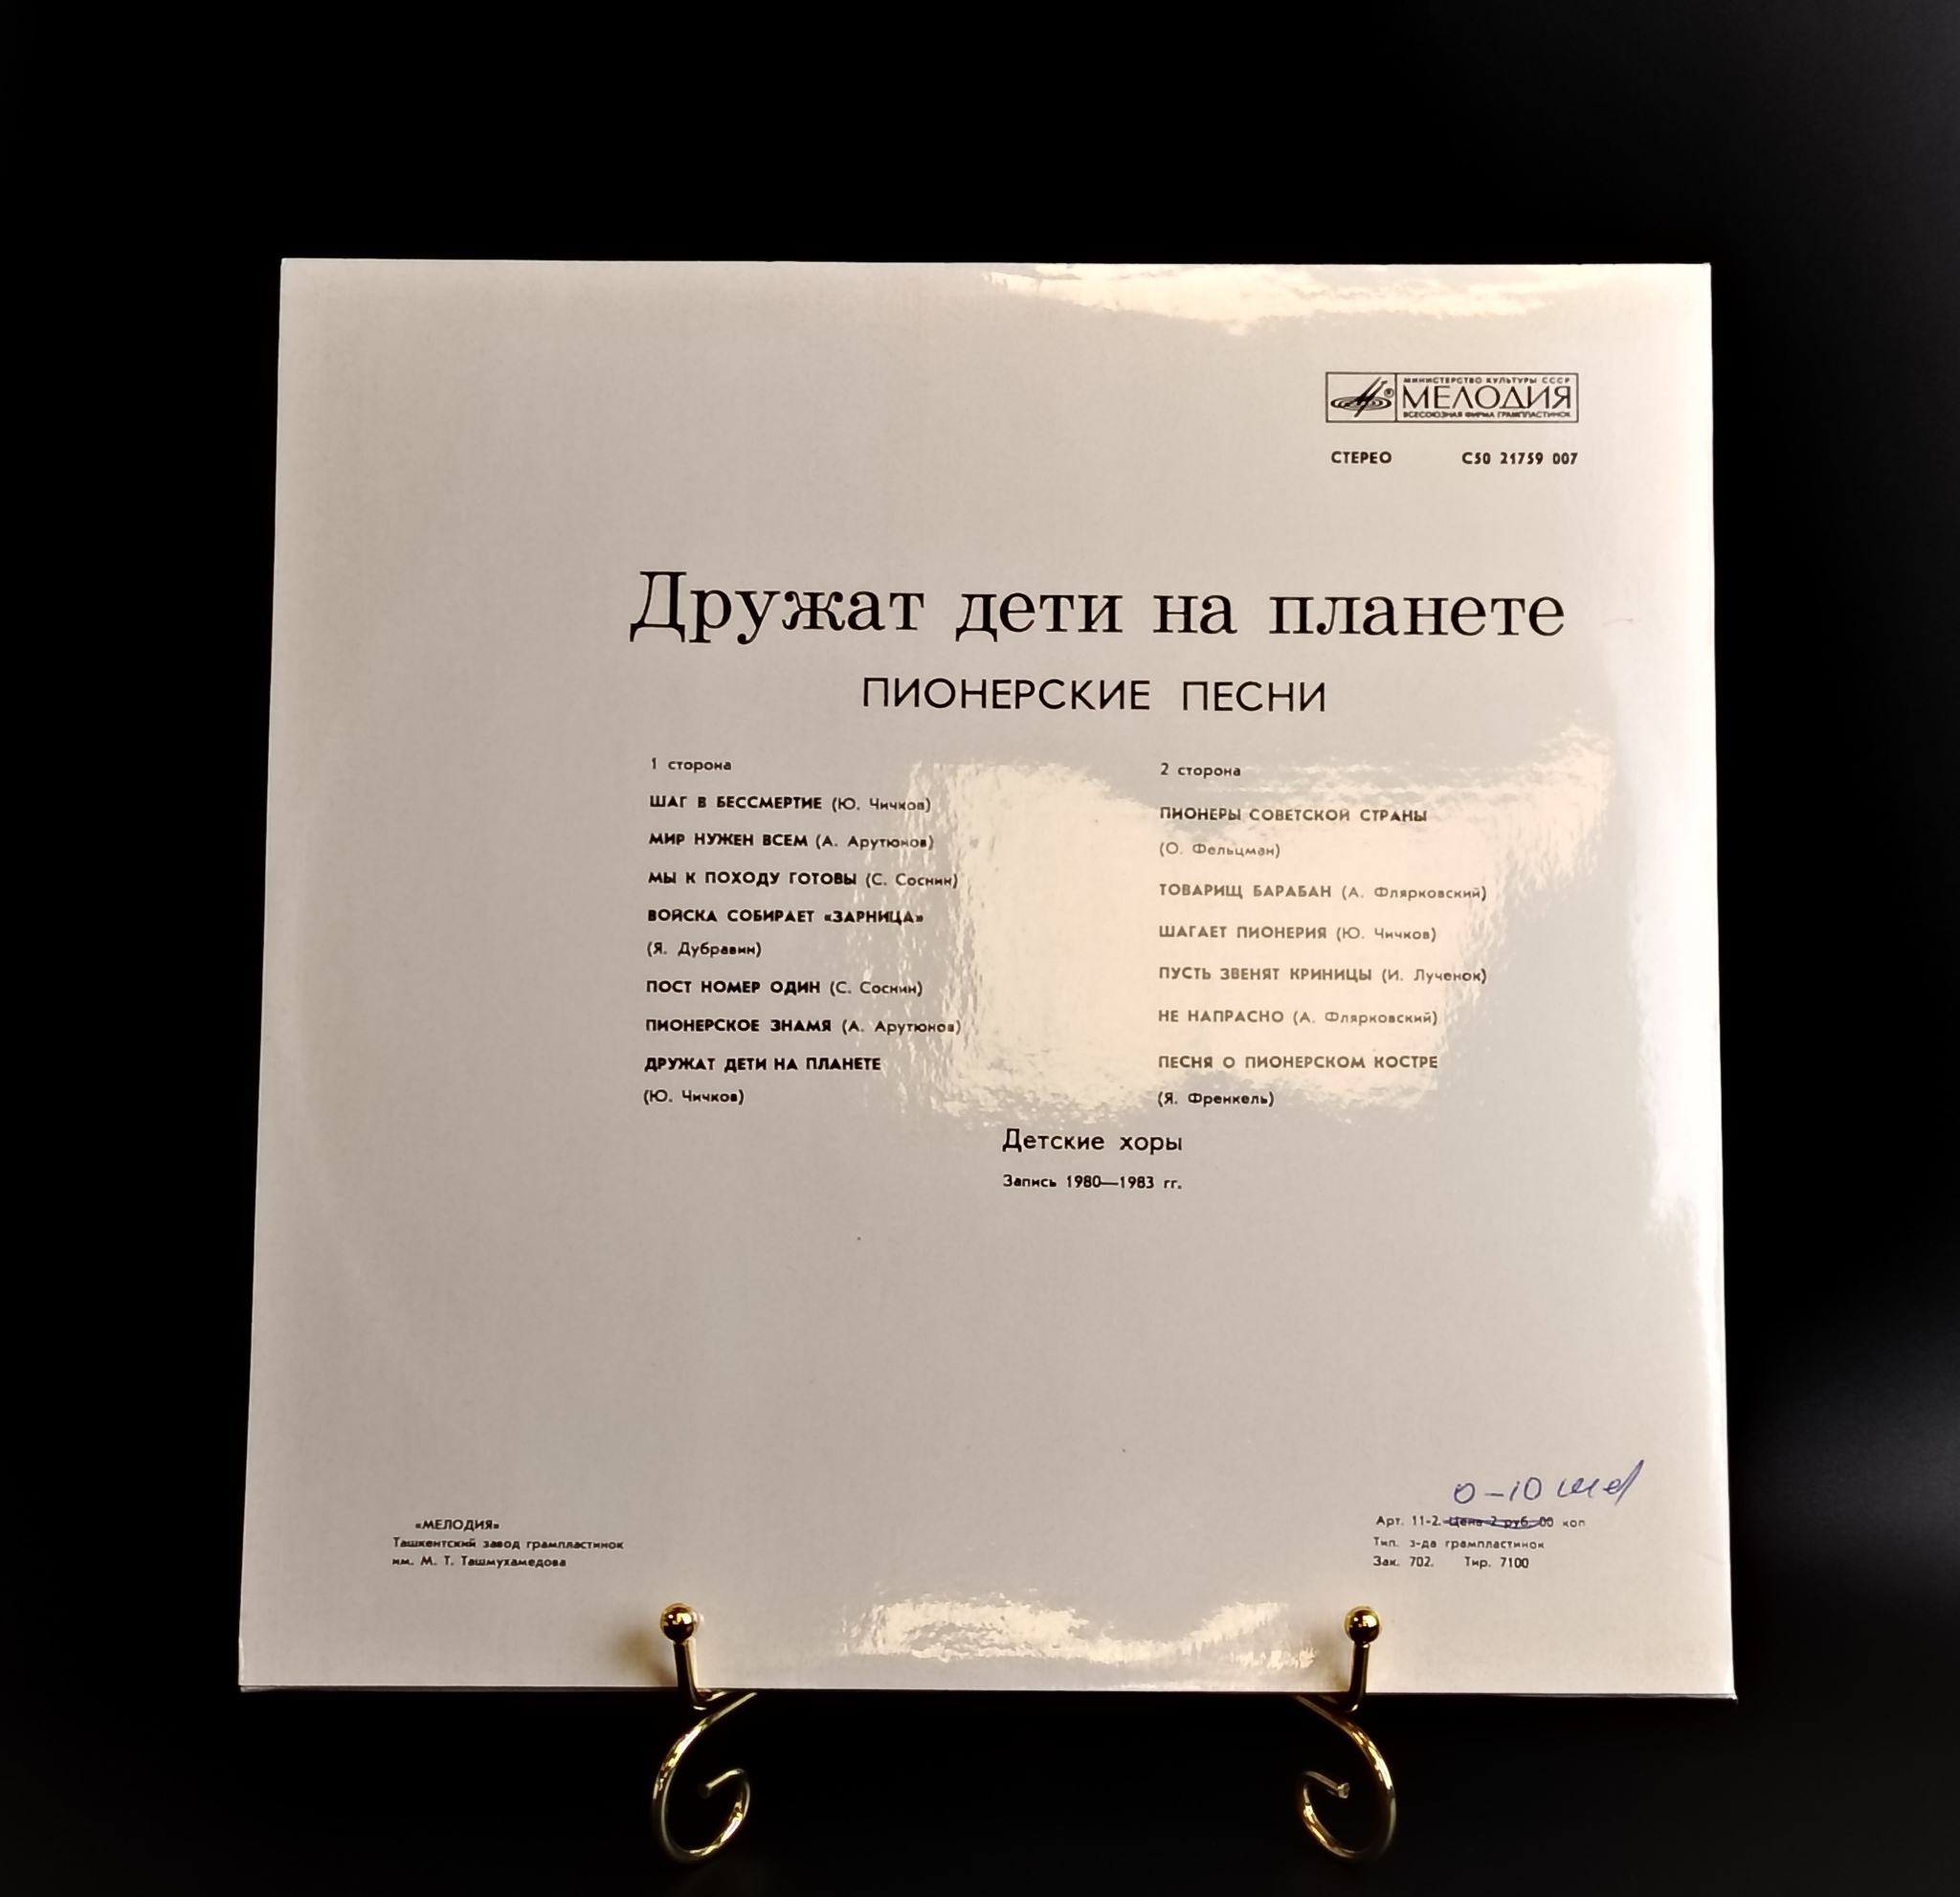 МИНИСТЕРСТВО КУЛЬТУРЫ СССР
МЕЛОДИЯ
ВСЕСОЮЗНАЯ ФИРМА ГРАМПЛАСТИНОК
СТЕРЕО С50 21759 007
Дружат дети на планете
ПИОНЕРСКИЕ ПЕСНИ
1 сторона
ШАГ В БЕССМЕРТИЕ (Ю. Чичков)
МИР НУЖЕН ВСЕМ (А. Арутюнов)
МЫ К ПОХОДУ ГОТОВЫ (С. Соснин)
ВОЙСКА СОБИРАЕТ «ЗАРНИЦА»
(Я. Дубравин)
ПОСТ НОМЕР ОДИН (С. Соснин)
ПИОНЕРСКОЕ ЗНАМЯ (А. Арутюнов)
ДРУЖАТ ДЕТИ НА ПЛАНЕТЕ
(Ю. Чичков)
2 сторона
ПИОНЕРЫ СОВЕТСКОЙ СТРАНЫ
(О. Фельцман)
ТОВАРИЩ БАРАБАН (А. Флярковский)
ШАГАЕТ ПИОНЕРИЯ (Ю. Чичков)
ПУСТЬ ЗВЕНЯТ КРИНИЦЫ (И. Лученок)
НЕ НАПРАСНО (А. Флярковский)
ПЕСНЯ О ПИОНЕРСКОМ КОСТРЕ
(Я. Френкель)
Детские хоры
Запись 1980—1983 гг.
«МЕЛОДИЯ»
Ташкентский завод грампластинок
им. М. Т. Ташмухамедова
0-10
Арт. 11-2. Цена 2 руб. 00 коп
Тип. з-да грампластинок
Зак. 702. Тир. 7100